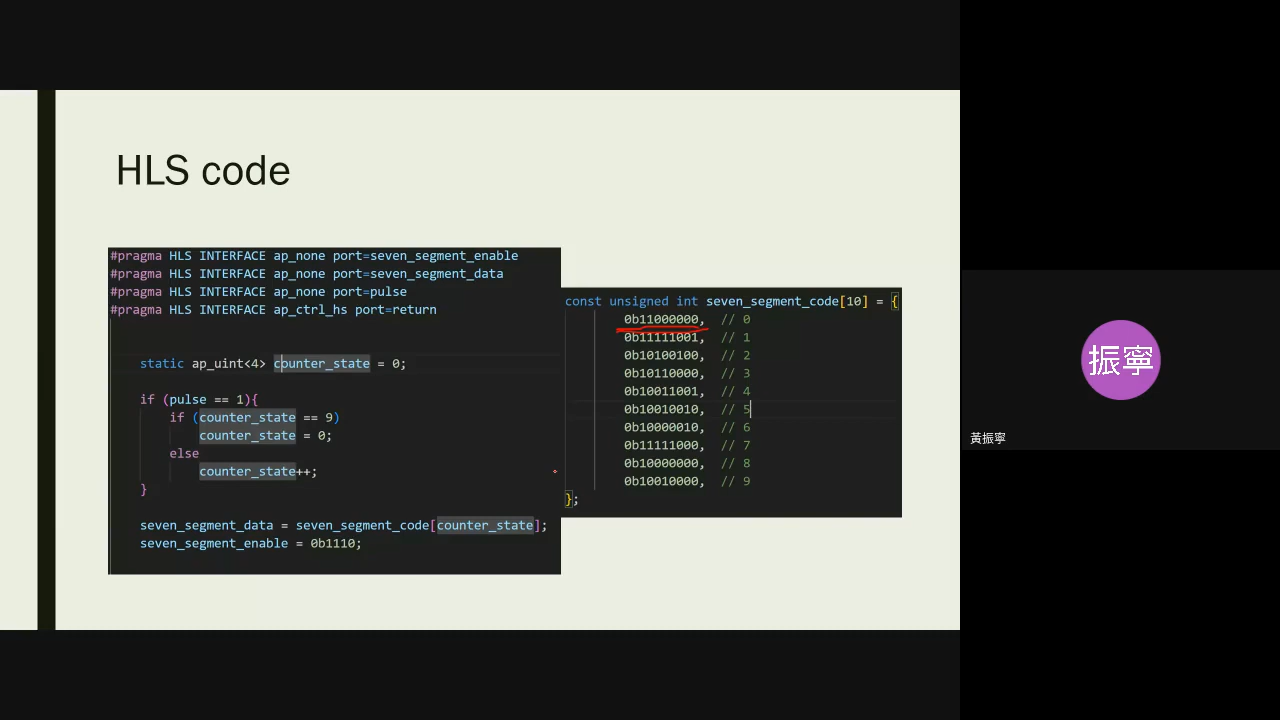 HLS code
#pragma HLS INTERFACE ap_none port=seven_segment_enable
#pragma HLS INTERFACE ap_none port=seven_segment_data
#pragma HLS INTERFACE ap_none port=pulse
#pragma HLS INTERFACE ap_ctrl_hs port=return
static ap_uint<4> counter_state = 0;
if (pulse == 1){
if (counter_state == 9)
counter_state = 0;
else
counter_state++;
}
seven_segment_data = seven_segment_code[counter_state];
seven_segment_enable = 0b1110;
const unsigned int seven_segment_code[10] = {
0b11000000, // 0
0b11111001, // 1
0b10100100, // 2
0b10110000, // 3
0b10011001, // 4
0b10010010, // 5
0b10000010, // 6
0b11111000, // 7
0b10000000, // 8
0b10010000, // 9
};
振寧
黃振寧